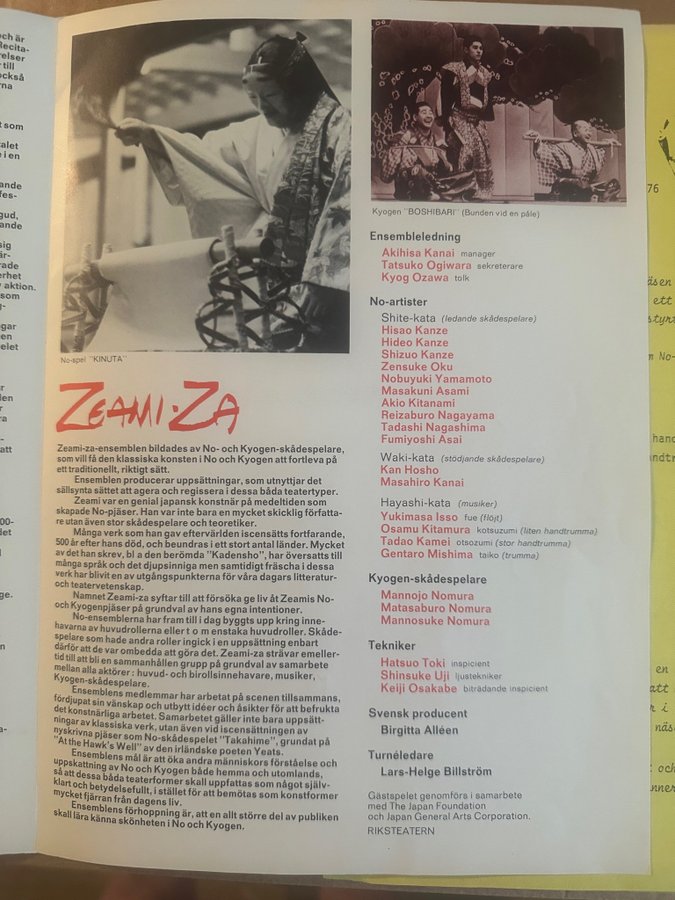 No-spel "KINUTA"
ZEAMI-ZA
Zeami-za-ensemblen bildades av No- och Kyogen-skådespelare,
som vill få den klassiska konsten i No och Kyogen att fortleva på
ett traditionellt, riktigt sätt.
Ensemblen producerar uppsättningar, som utnyttjar det
sällsynta sättet att agera och regissera i dessa båda teatertyper.
Zeami var en genial japansk konstnär på medeltiden som
skapade No-pjäser. Han var inte bara en mycket skicklig författa-
re utan även stor skådespelare och teoretiker.
Många verk som han gav eftervärlden iscensätts fortfarande,
500 år efter hans död, och beundras i ett stort antal länder. Mycket
av det han skrev, bl a den berömda "Kadensho", har översatts till
många språk och det djupsinniga men samtidigt fräscha i dessa
verk har blivit en av utgångspunkterna för våra dagars litteratur-
och teatervetenskap.
Namnet Zeami-za syftar till att försöka ge liv åt Zeamis No-
och Kyogenpjäser på grundval av hans egna intentioner.
No-ensemblerna har fram till i dag byggts upp kring inne-
havarna av huvudrollerna eller t o m enstaka huvudroller. Skåde-
spelare som hade andra roller ingick i en uppsättning enbart
därför att de var ombedda att göra det. Zeami-za strävar emeller-
tid till att bli en sammanhållen grupp på grundval av samarbete
mellan alla aktörer: huvud- och birollsinnehavare, musiker,
Kyogen-skådespelare.
Ensemblens medlemmar har arbetat på scenen tillsammans,
fördjupat sin vänskap och utbytt idéer och åsikter för att befrukta
det konstnärliga arbetet. Samarbetet gäller inte bara uppsätt-
ningar av klassiska verk, utan även vid iscensättningen av
nyskrivna pjäser som No-skådespelet "Takahime", grundat på
"At the Hawk's Well" av den irländske poeten Yeats.
Ensemblens mål är att öka andra människors förståelse och
uppskattning av No och Kyogen både hemma och utomlands,
så att dessa båda teaterformer skall uppfattas som något själv-
klart och betydelsefullt, i stället för att bemötas som konstformer
mycket fjärran från dagens liv.
Ensemblens förhoppning är, att en allt större del av publiken
skall lära känna skönheten i No och Kyogen.
Kyogen "BOSHIBARI" (Bunden vid en påle)
Ensembleledning
Akihisa Kanai manager
Tatsuko Ogiwara sekreterare
Kyog Ozawa tolk
No-artister
Shite-kata (ledande skådespelare)
Hisao Kanze
Hideo Kanze
Shizuo Kanze
Zensuke Oku
Nobuyuki Yamamoto
Masakuni Asami
Akio Kitanami
Reizaburo Nagayama
Tadashi Nagashima
Fumiyoshi Asai
Waki-kata (stödjande skådespelare)
Kan Hosho
Masahiro Kanai
Hayashi-kata (musiker)
Yukimasa Isso fue (flöjt)
Osamu Kitamura kotsuzumi (liten handtrumma)
Tadao Kamei otsozumi (stor handtrumma)
Gentaro Mishima taiko (trumma)
Kyogen-skådespelare
Mannojo Nomura
Matasaburo Nomura
Mannosuke Nomura
Tekniker
Hatsuo Toki inspicient
Shinsuke Uji ljustekniker
Keiji Osakabe biträdande inspicient
Svensk producent
Birgitta Alléen
Turnéledare
Lars-Helge Billström
Gästspelet genomförs i samarbete
med The Japan Foundation
och Japan General Arts Corporation.
RIKSTEATERN
76